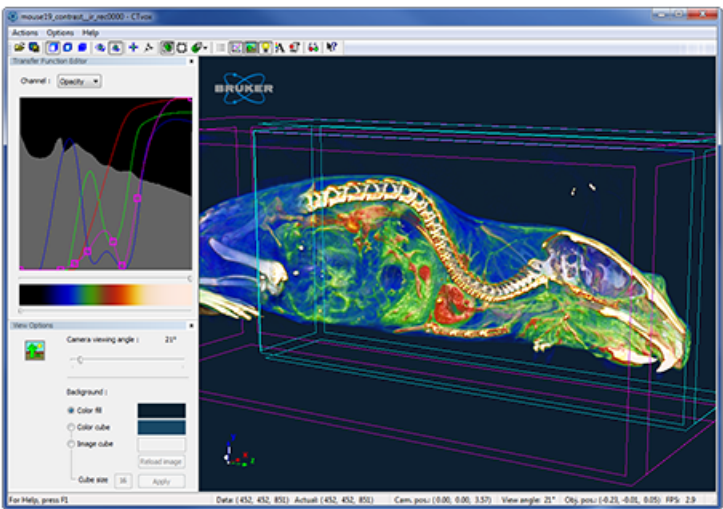 mouse19_contrast__ir_rec0000 - CTvox
Actions Options Help
Transfer Function Editor
Channel : Opacity
BRUKER
View Options
Camera viewing angle : 21°
Background :
Color fill
Color cube
Image cube
Reload image
Cube size 16 Apply
For Help, press F1 Data: (452, 452, 851) Actual: (452, 452, 851) Cam. pos.: (0.00, 0.00, 3.57) View angle: 21° Obj. pos.: (-0.23, -0.01, 0.05) FPS: 2.9